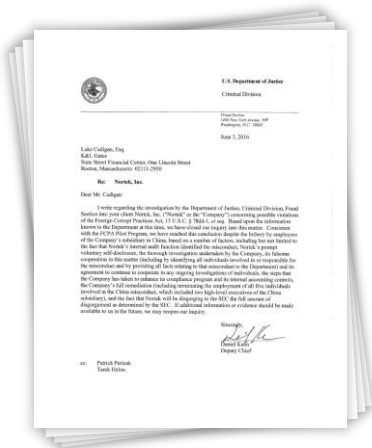 U.S. Department of Justice
Criminal Division
Fraud Section
1400 New York Avenue, NW
Washington, D.C. 20005
June 3, 2016
Luke Cadigan, Esq.
K&L Gates
State Street Financial Center, One Lincoln Street
Boston, Massachusetts 02111-2950
Re: Nortek, Inc.
Dear Mr. Cadigan:
I write regarding the investigation by the Department of Justice, Criminal Division, Fraud
Section into your client Nortek, Inc. ("Nortek" or the "Company") concerning possible violations
of the Foreign Corrupt Practices Act, 15 U.S.C. § 78dd-1, et seq. Based upon the information
known to the Department at this time, we have closed our inquiry into this matter. Consistent
with the FCPA Pilot Program, we have reached this conclusion despite the bribery by employees
of the Company's subsidiary in China, based on a number of factors, including but not limited to
the fact that Nortek's internal audit function identified the misconduct, Nortek's prompt
voluntary self-disclosure, the thorough investigation undertaken by the Company, its fulsome
cooperation in this matter (including by identifying all individuals involved in or responsible for
the misconduct and by providing all facts relating to that misconduct to the Department) and its
agreement to continue to cooperate in any ongoing investigations of individuals, the steps that
the Company has taken to enhance its compliance program and its internal accounting controls,
the Company's full remediation (including terminating the employment of all five individuals
involved in the China misconduct, which included two high-level executives of the China
subsidiary), and the fact that Nortek will be disgorging to the SEC the full amount of
disgorgement as determined by the SEC. If additional information or evidence should be made
available to us in the future, we may reopen our inquiry.
Sincerely,
Daniel Kahn
Deputy Chief
cc: Patrick Pericak
Tarek Helou